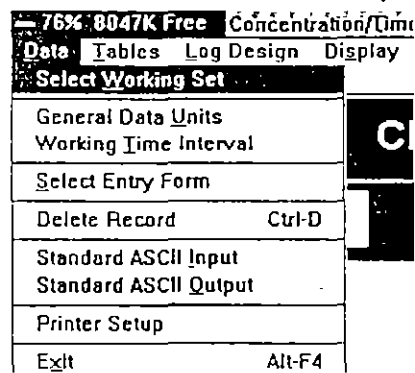 76% 8047K Free Concentration/Time
Data Tables Log Design Display
Select Working Set
General Data Units
Working Time Interval
Select Entry Form
Delete Record Ctrl-D
Standard ASCII Input
Standard ASCII Output
Printer Setup
Exit Alt-F4